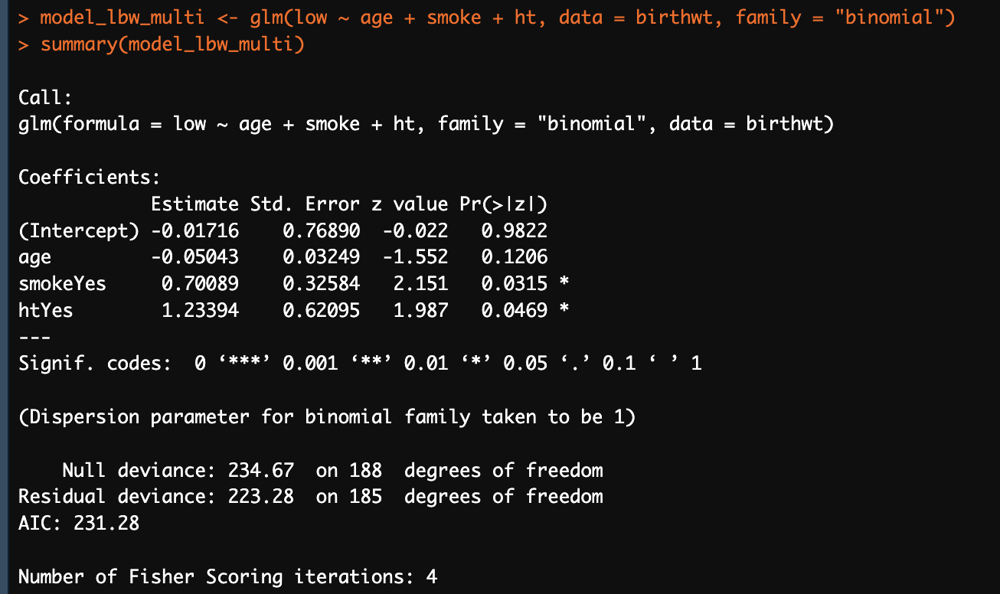 > model_lbw_multi <- glm(low ~ age + smoke + ht, data = birthwt, family = "binomial")
> summary(model_lbw_multi)
Call:
glm(formula = low ~ age + smoke + ht, family = "binomial", data = birthwt)
Coefficients:
            Estimate Std. Error z value Pr(>|z|)
(Intercept) -0.01716    0.76890  -0.022   0.9822
age         -0.05043    0.03249  -1.552   0.1206
smokeYes     0.70089    0.32584   2.151   0.0315 *
htYes        1.23394    0.62095   1.987   0.0469 *
---
Signif. codes:  0 ‘***’ 0.001 ‘**’ 0.01 ‘*’ 0.05 ‘.’ 0.1 ‘ ’ 1
(Dispersion parameter for binomial family taken to be 1)
    Null deviance: 234.67  on 188  degrees of freedom
Residual deviance: 223.28  on 185  degrees of freedom
AIC: 231.28
Number of Fisher Scoring iterations: 4